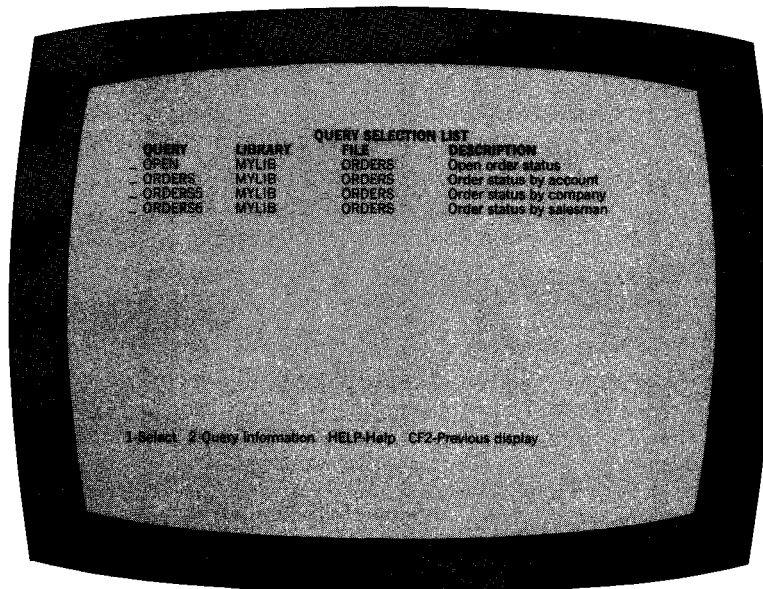 QUERY SELECTION LIST
QUERY LIBRARY FILE DESCRIPTION
_ OPEN MYLIB ORDERS Open order status
_ ORDERS MYLIB ORDERS Order status by account
_ ORDERS5 MYLIB ORDERS Order status by company
_ ORDERS6 MYLIB ORDERS Order status by salesman
1-Select 2-Query Information HELP-Help CF2-Previous display